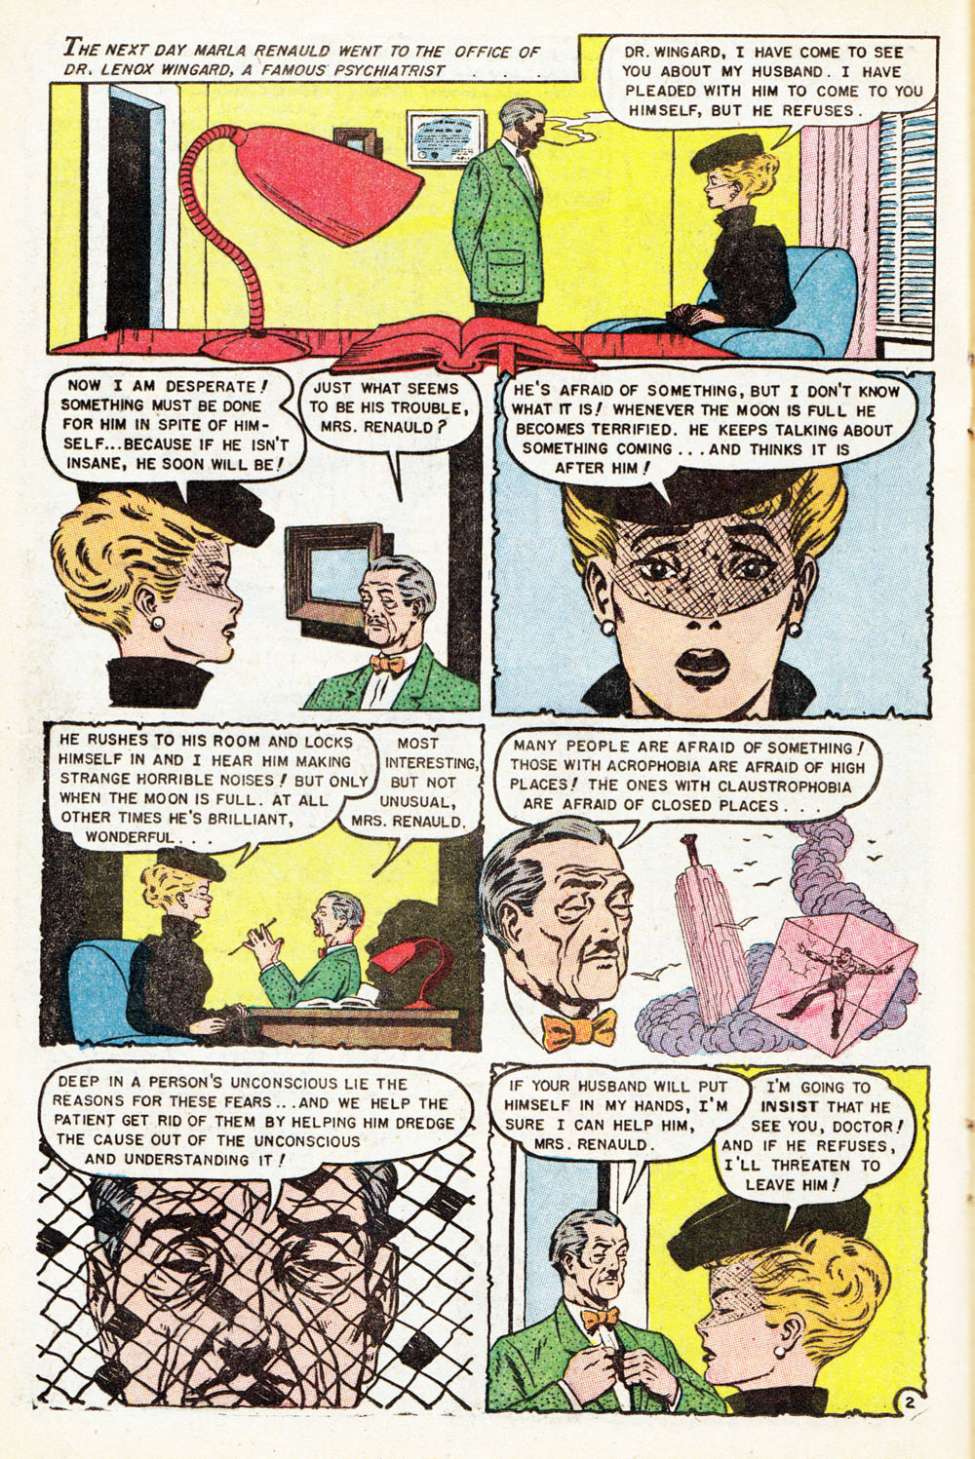 THE NEXT DAY MARLA RENAULD WENT TO THE OFFICE OF
DR. LENOX WINGARD, A FAMOUS PSYCHIATRIST . . . .
DR. WINGARD, I HAVE COME TO SEE
YOU ABOUT MY HUSBAND. I HAVE
PLEADED WITH HIM TO COME TO YOU
HIMSELF, BUT HE REFUSES.
NOW I AM DESPERATE!
SOMETHING MUST BE DONE
FOR HIM IN SPITE OF HIM-
SELF...BECAUSE IF HE ISN'T
INSANE, HE SOON WILL BE!
JUST WHAT SEEMS
TO BE HIS TROUBLE,
MRS. RENAULD?
HE'S AFRAID OF SOMETHING, BUT I DON'T KNOW
WHAT IT IS! WHENEVER THE MOON IS FULL HE
BECOMES TERRIFIED. HE KEEPS TALKING ABOUT
SOMETHING COMING...AND THINKS IT IS
AFTER HIM!
HE RUSHES TO HIS ROOM AND LOCKS
HIMSELF IN AND I HEAR HIM MAKING
STRANGE HORRIBLE NOISES! BUT ONLY
WHEN THE MOON IS FULL. AT ALL
OTHER TIMES HE'S BRILLIANT,
WONDERFUL....
MOST
INTERESTING,
BUT NOT
UNUSUAL,
MRS. RENAULD.
MANY PEOPLE ARE AFRAID OF SOMETHING!
THOSE WITH ACROPHOBIA ARE AFRAID OF HIGH
PLACES! THE ONES WITH CLAUSTROPHOBIA
ARE AFRAID OF CLOSED PLACES...
DEEP IN A PERSON'S UNCONSCIOUS LIE THE
REASONS FOR THESE FEARS...AND WE HELP THE
PATIENT GET RID OF THEM BY HELPING HIM DREDGE
THE CAUSE OUT OF THE UNCONSCIOUS
AND UNDERSTANDING IT!
IF YOUR HUSBAND WILL PUT
HIMSELF IN MY HANDS, I'M
SURE I CAN HELP HIM,
MRS. RENAULD.
I'M GOING TO
INSIST THAT HE
SEE YOU, DOCTOR!
AND IF HE REFUSES,
I'LL THREATEN TO
LEAVE HIM!
2